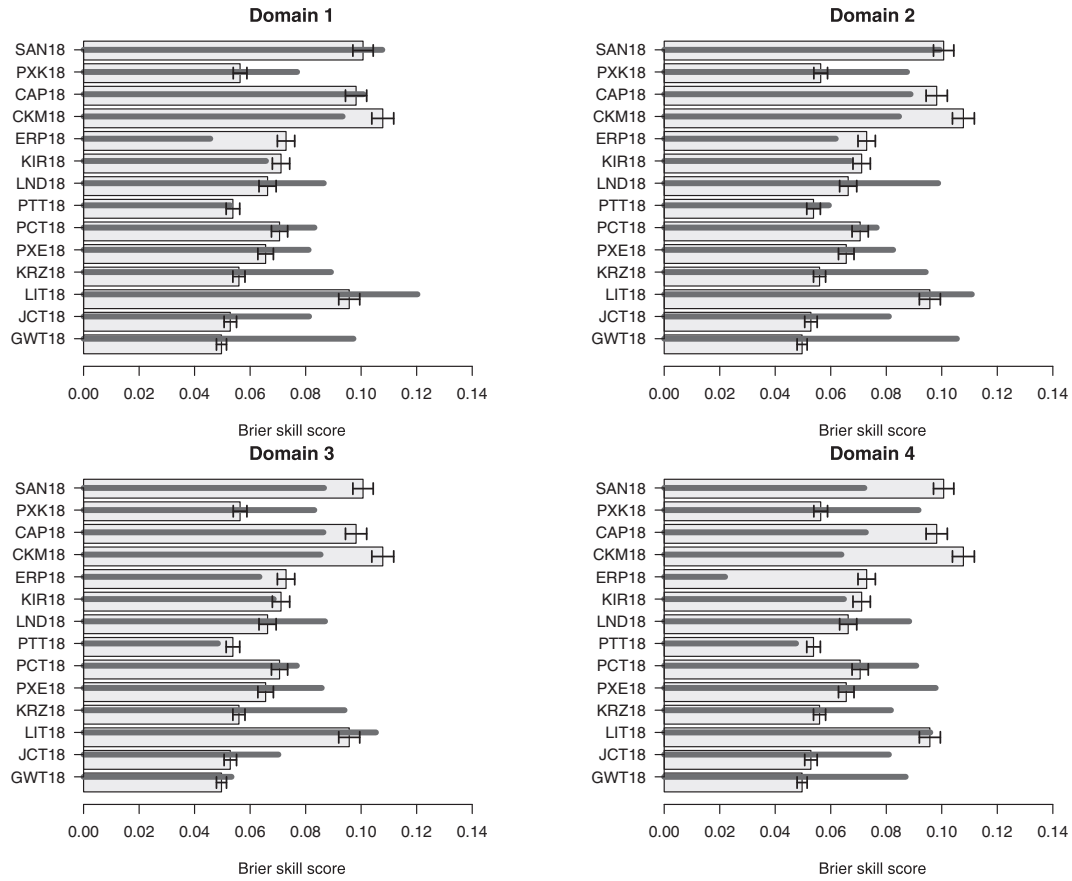 Domain 1
SAN18
PXK18
CAP18
CKM18
ERP18
KIR18
LND18
PTT18
PCT18
PXE18
KRZ18
LIT18
JCT18
GWT18
0.00 0.02 0.04 0.06 0.08 0.10 0.12 0.14
Brier skill score
Domain 2
SAN18
PXK18
CAP18
CKM18
ERP18
KIR18
LND18
PTT18
PCT18
PXE18
KRZ18
LIT18
JCT18
GWT18
0.00 0.02 0.04 0.06 0.08 0.10 0.12 0.14
Brier skill score
Domain 3
SAN18
PXK18
CAP18
CKM18
ERP18
KIR18
LND18
PTT18
PCT18
PXE18
KRZ18
LIT18
JCT18
GWT18
0.00 0.02 0.04 0.06 0.08 0.10 0.12 0.14
Brier skill score
Domain 4
SAN18
PXK18
CAP18
CKM18
ERP18
KIR18
LND18
PTT18
PCT18
PXE18
KRZ18
LIT18
JCT18
GWT18
0.00 0.02 0.04 0.06 0.08 0.10 0.12 0.14
Brier skill score